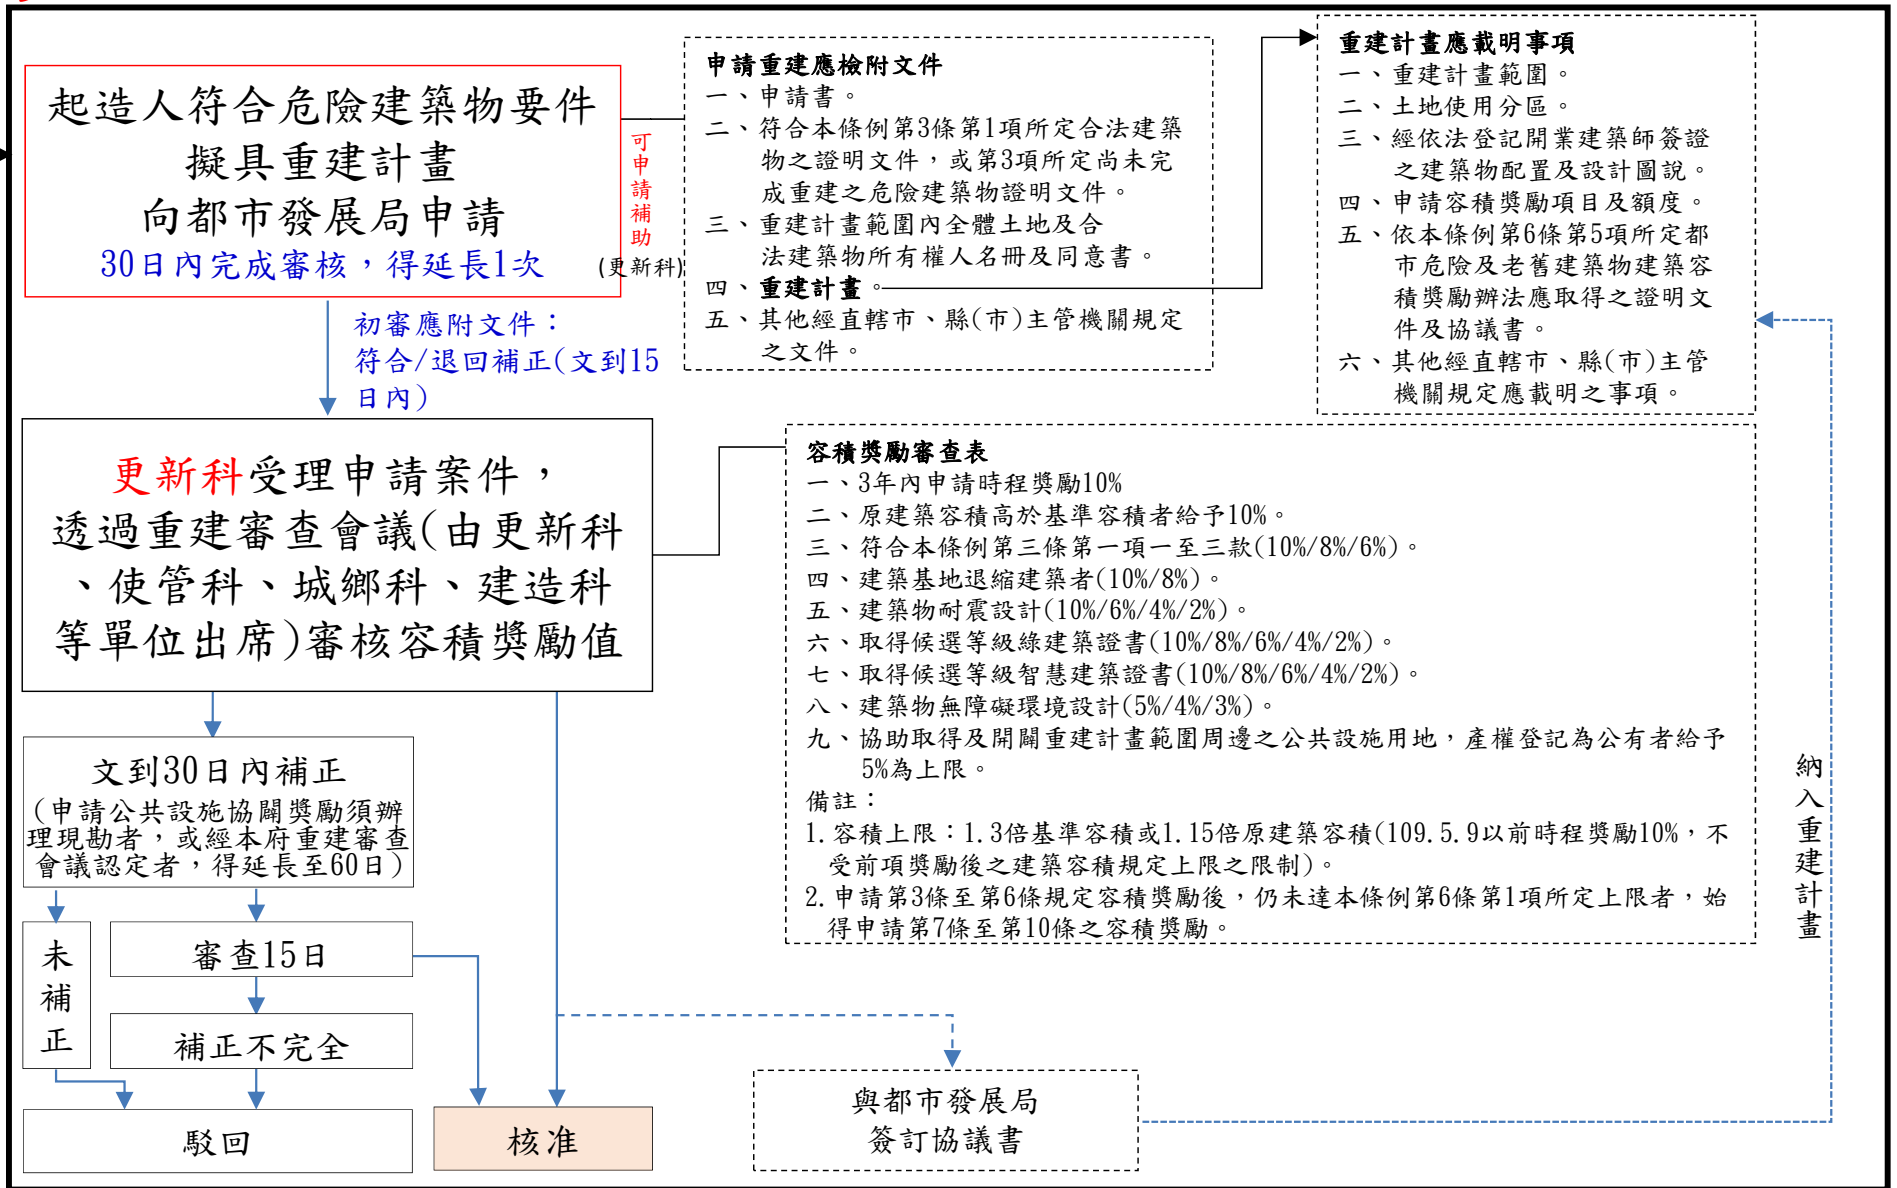 起造人符合危險建築物要件
擬具重建計畫
向都市發展局申請
30日內完成審核，得延長1次
可申請補助
(更新科)
申請重建應檢附文件
一、申請書。
二、符合本條例第3條第1項所定合法建築
物之證明文件，或第3項所定尚未完
成重建之危險建築物證明文件。
三、重建計畫範圍內全體土地及合
法建築物所有權人名冊及同意書。
四、重建計畫。
五、其他經直轄市、縣(市)主管機關規定
之文件。
重建計畫應載明事項
一、重建計畫範圍。
二、土地使用分區。
三、經依法登記開業建築師簽證
之建築物配置及設計圖說。
四、申請容積獎勵項目及額度。
五、依本條例第6條第5項所定都
市危險及老舊建築物建築容
積獎勵辦法應取得之證明文
件及協議書。
六、其他經直轄市、縣(市)主管
機關規定應載明之事項。
初審應附文件：
符合/退回補正(文到15
日內)
更新科受理申請案件，
透過重建審查會議(由更新科
、使管科、城鄉科、建造科
等單位出席)審核容積獎勵值
容積獎勵審查表
一、3年內申請時程獎勵10%
二、原建築容積高於基準容積者給予10%。
三、符合本條例第三條第一項一至三款(10%/8%/6%)。
四、建築基地退縮建築者(10%/8%)。
五、建築物耐震設計(10%/6%/4%/2%)。
六、取得候選等級綠建築證書(10%/8%/6%/4%/2%)。
七、取得候選等級智慧建築證書(10%/8%/6%/4%/2%)。
八、建築物無障礙環境設計(5%/4%/3%)。
九、協助取得及開闢重建計畫範圍周邊之公共設施用地，產權登記為公有者給予
5%為上限。
備註：
1.容積上限：1.3倍基準容積或1.15倍原建築容積(109.5.9以前時程獎勵10%，不
受前項獎勵後之建築容積規定上限之限制)。
2.申請第3條至第6條規定容積獎勵後，仍未達本條例第6條第1項所定上限者，始
得申請第7條至第10條之容積獎勵。
納入重建計畫
文到30日內補正
(申請公共設施協闢獎勵須辦
理現勘者，或經本府重建審查
會議認定者，得延長至60日)
未補正
審查15日
補正不完全
駁回
核准
與都市發展局
簽訂協議書